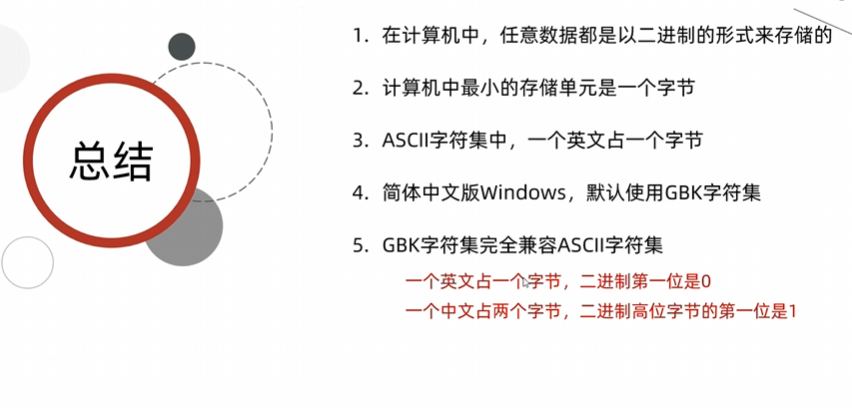 总结
1. 在计算机中，任意数据都是以二进制的形式来存储的
2. 计算机中最小的存储单元是一个字节
3. ASCII字符集中，一个英文占一个字节
4. 简体中文版Windows，默认使用GBK字符集
5. GBK字符集完全兼容ASCII字符集
一个英文占一个字节，二进制第一位是0
一个中文占两个字节，二进制高位字节的第一位是1